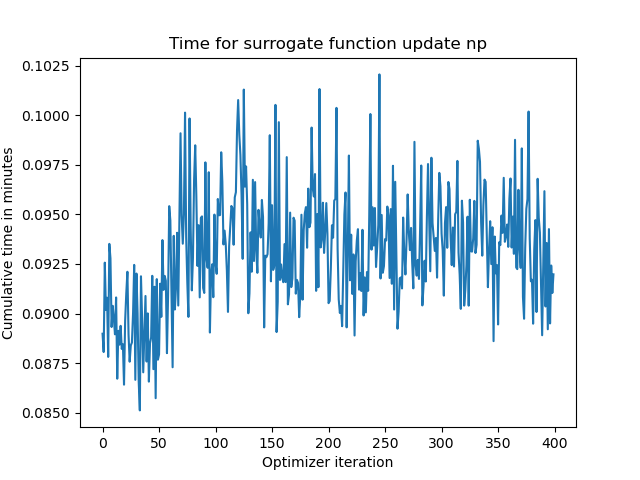 Time for surrogate function update np
Cumulative time in minutes
0.1025
0.1000
0.0975
0.0950
0.0925
0.0900
0.0875
0.0850
0 50 100 150 200 250 300 350 400
Optimizer iteration